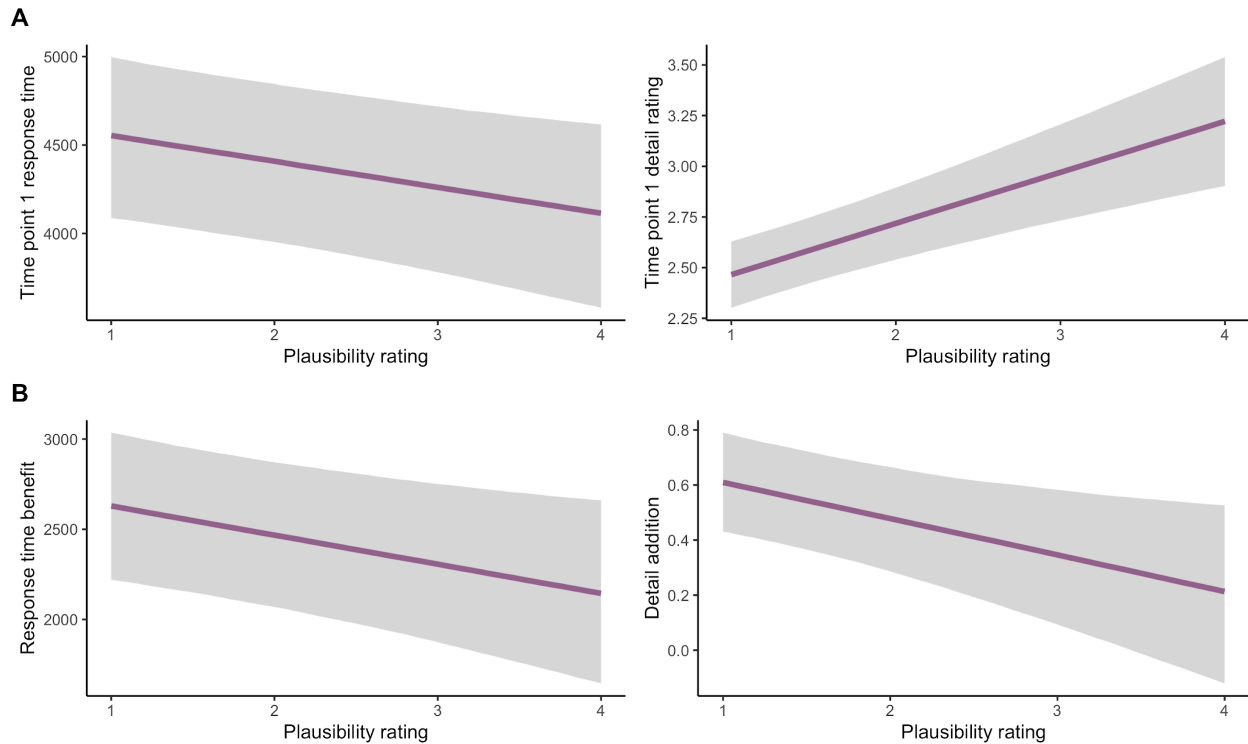 A
Time point 1 response time
5000
4500
4000
1 2 3 4
Plausibility rating
Time point 1 detail rating
3.50
3.25
3.00
2.75
2.50
2.25
1 2 3 4
Plausibility rating
B
Response time benefit
3000
2500
2000
1 2 3 4
Plausibility rating
Detail addition
0.8
0.6
0.4
0.2
0.0
1 2 3 4
Plausibility rating